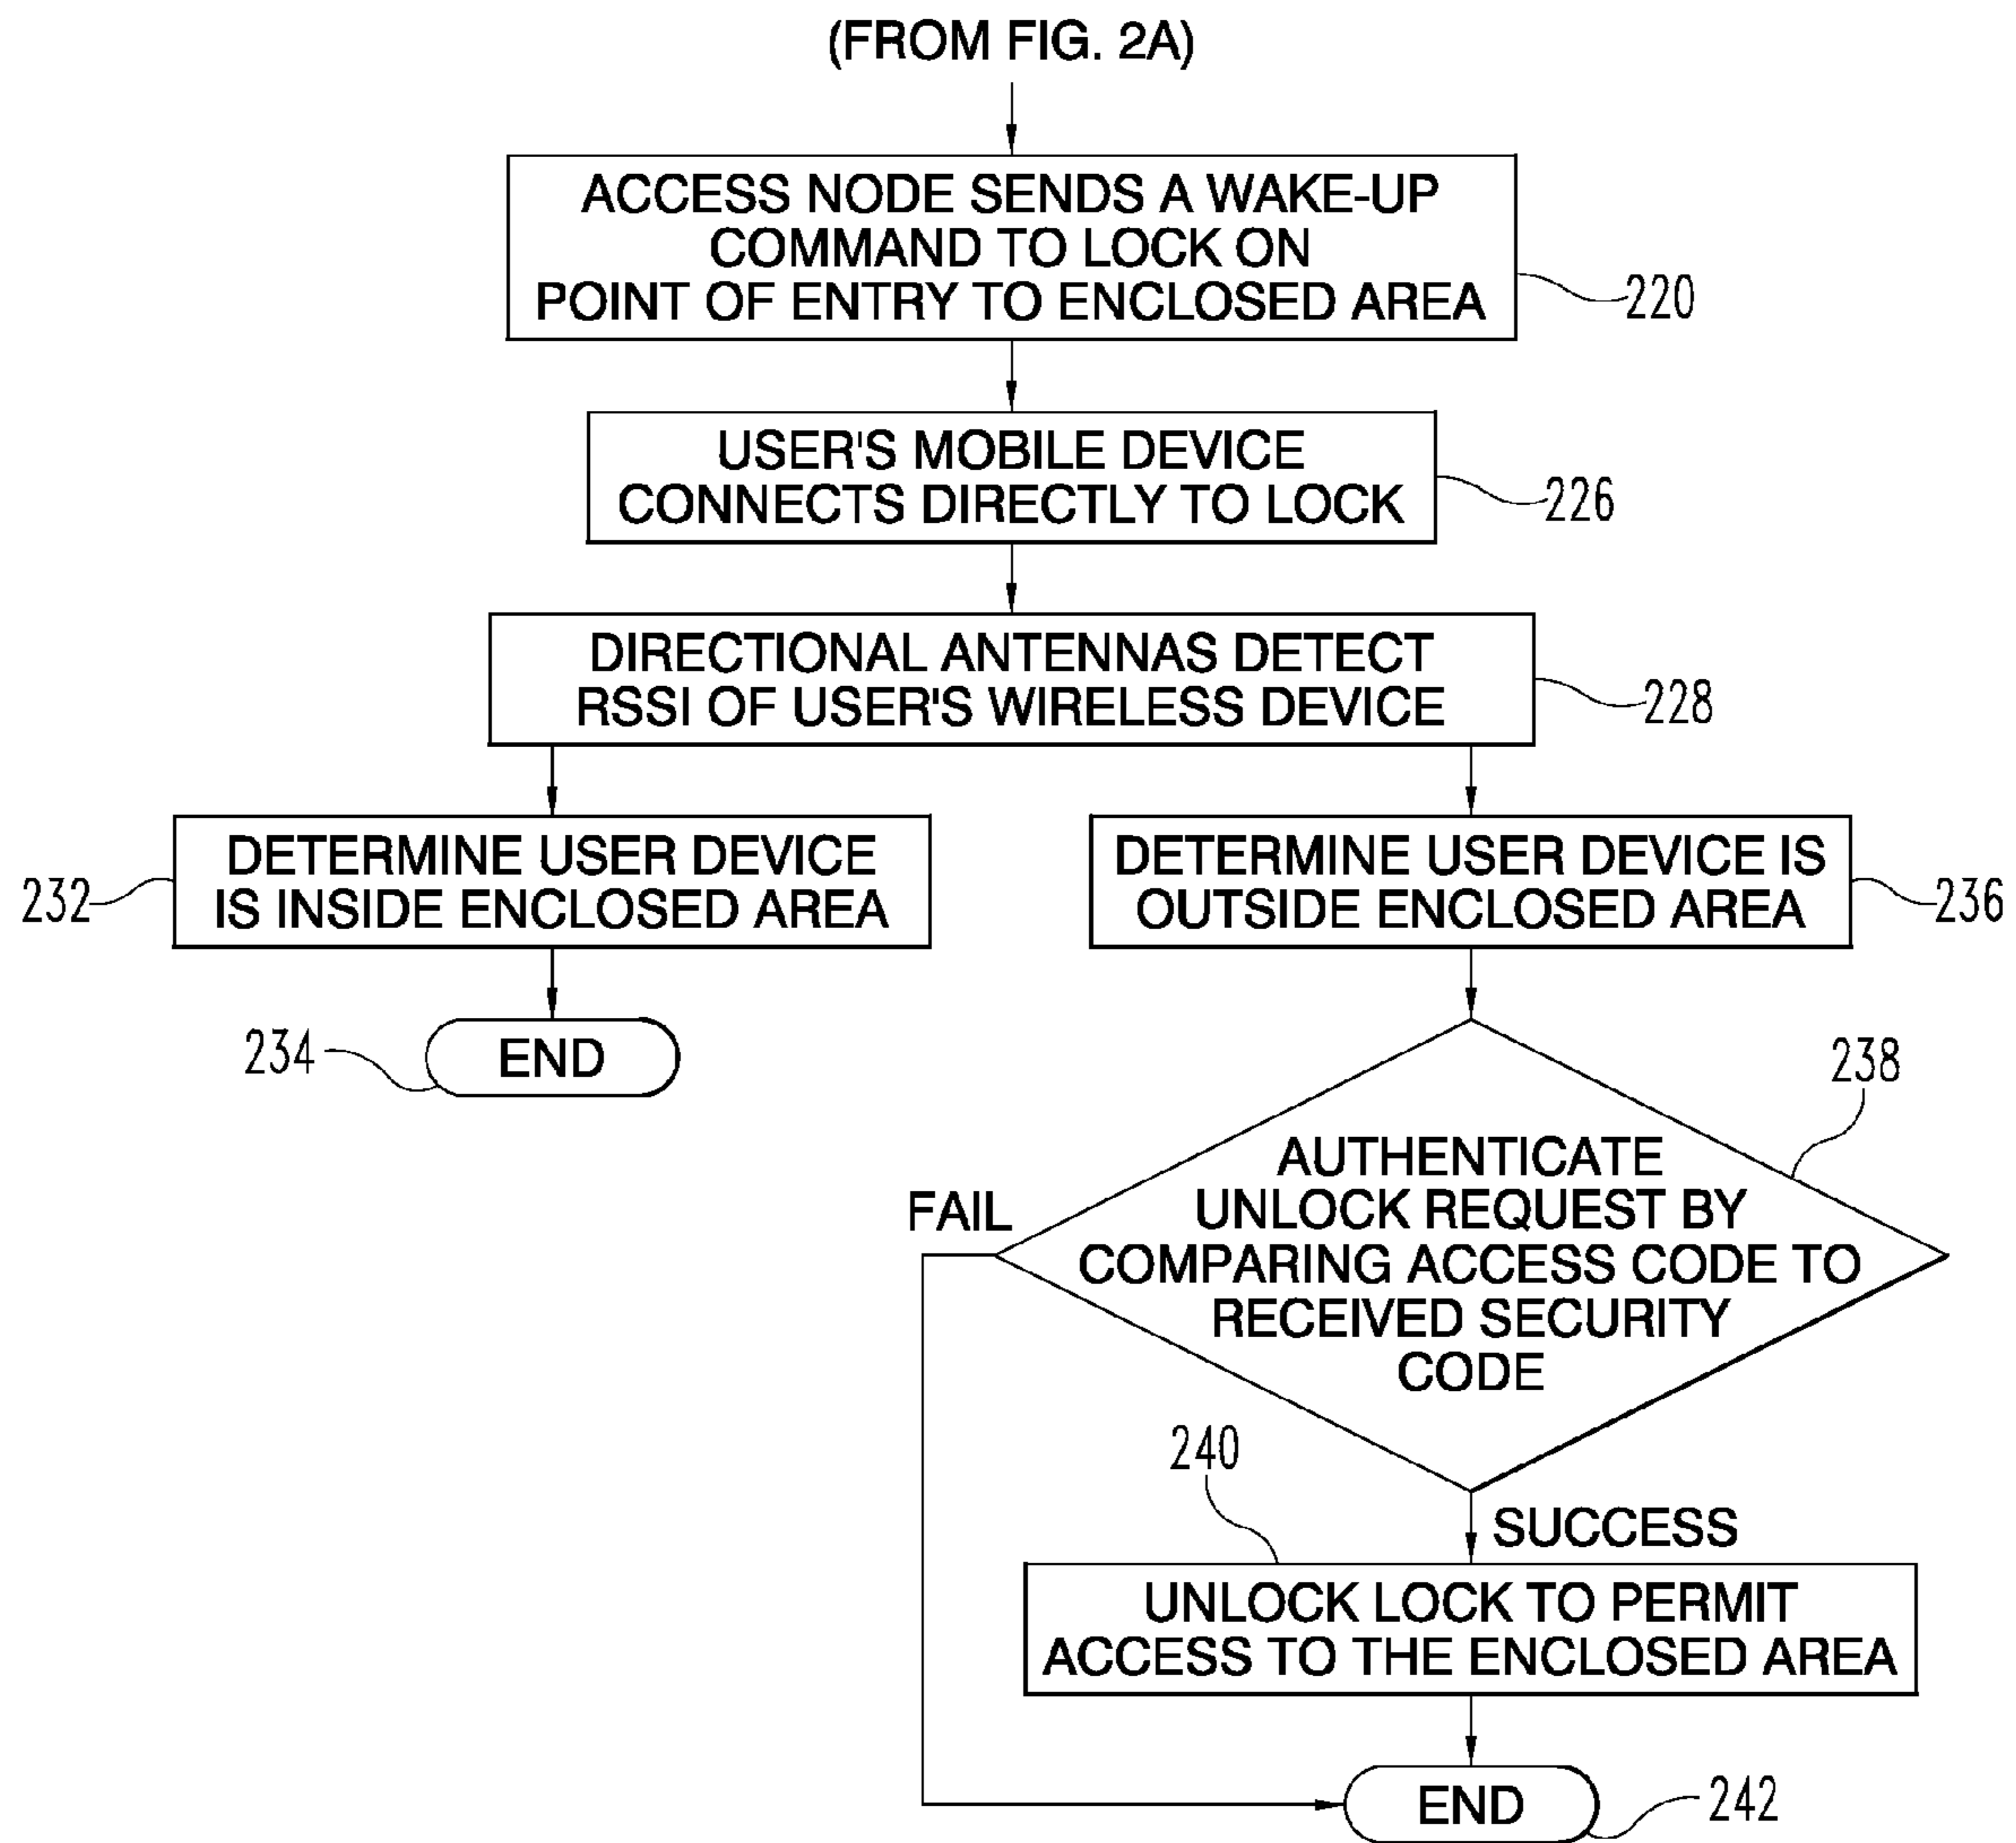 (FROM FIG. 2A)
ACCESS NODE SENDS A WAKE-UP
COMMAND TO LOCK ON
POINT OF ENTRY TO ENCLOSED AREA
220
USER'S MOBILE DEVICE
CONNECTS DIRECTLY TO LOCK
226
DIRECTIONAL ANTENNAS DETECT
RSSI OF USER'S WIRELESS DEVICE
228
232
DETERMINE USER DEVICE
IS INSIDE ENCLOSED AREA
DETERMINE USER DEVICE IS
OUTSIDE ENCLOSED AREA
236
234
END
238
FAIL
AUTHENTICATE
UNLOCK REQUEST BY
COMPARING ACCESS CODE TO
RECEIVED SECURITY
CODE
240
SUCCESS
UNLOCK LOCK TO PERMIT
ACCESS TO THE ENCLOSED AREA
END
242